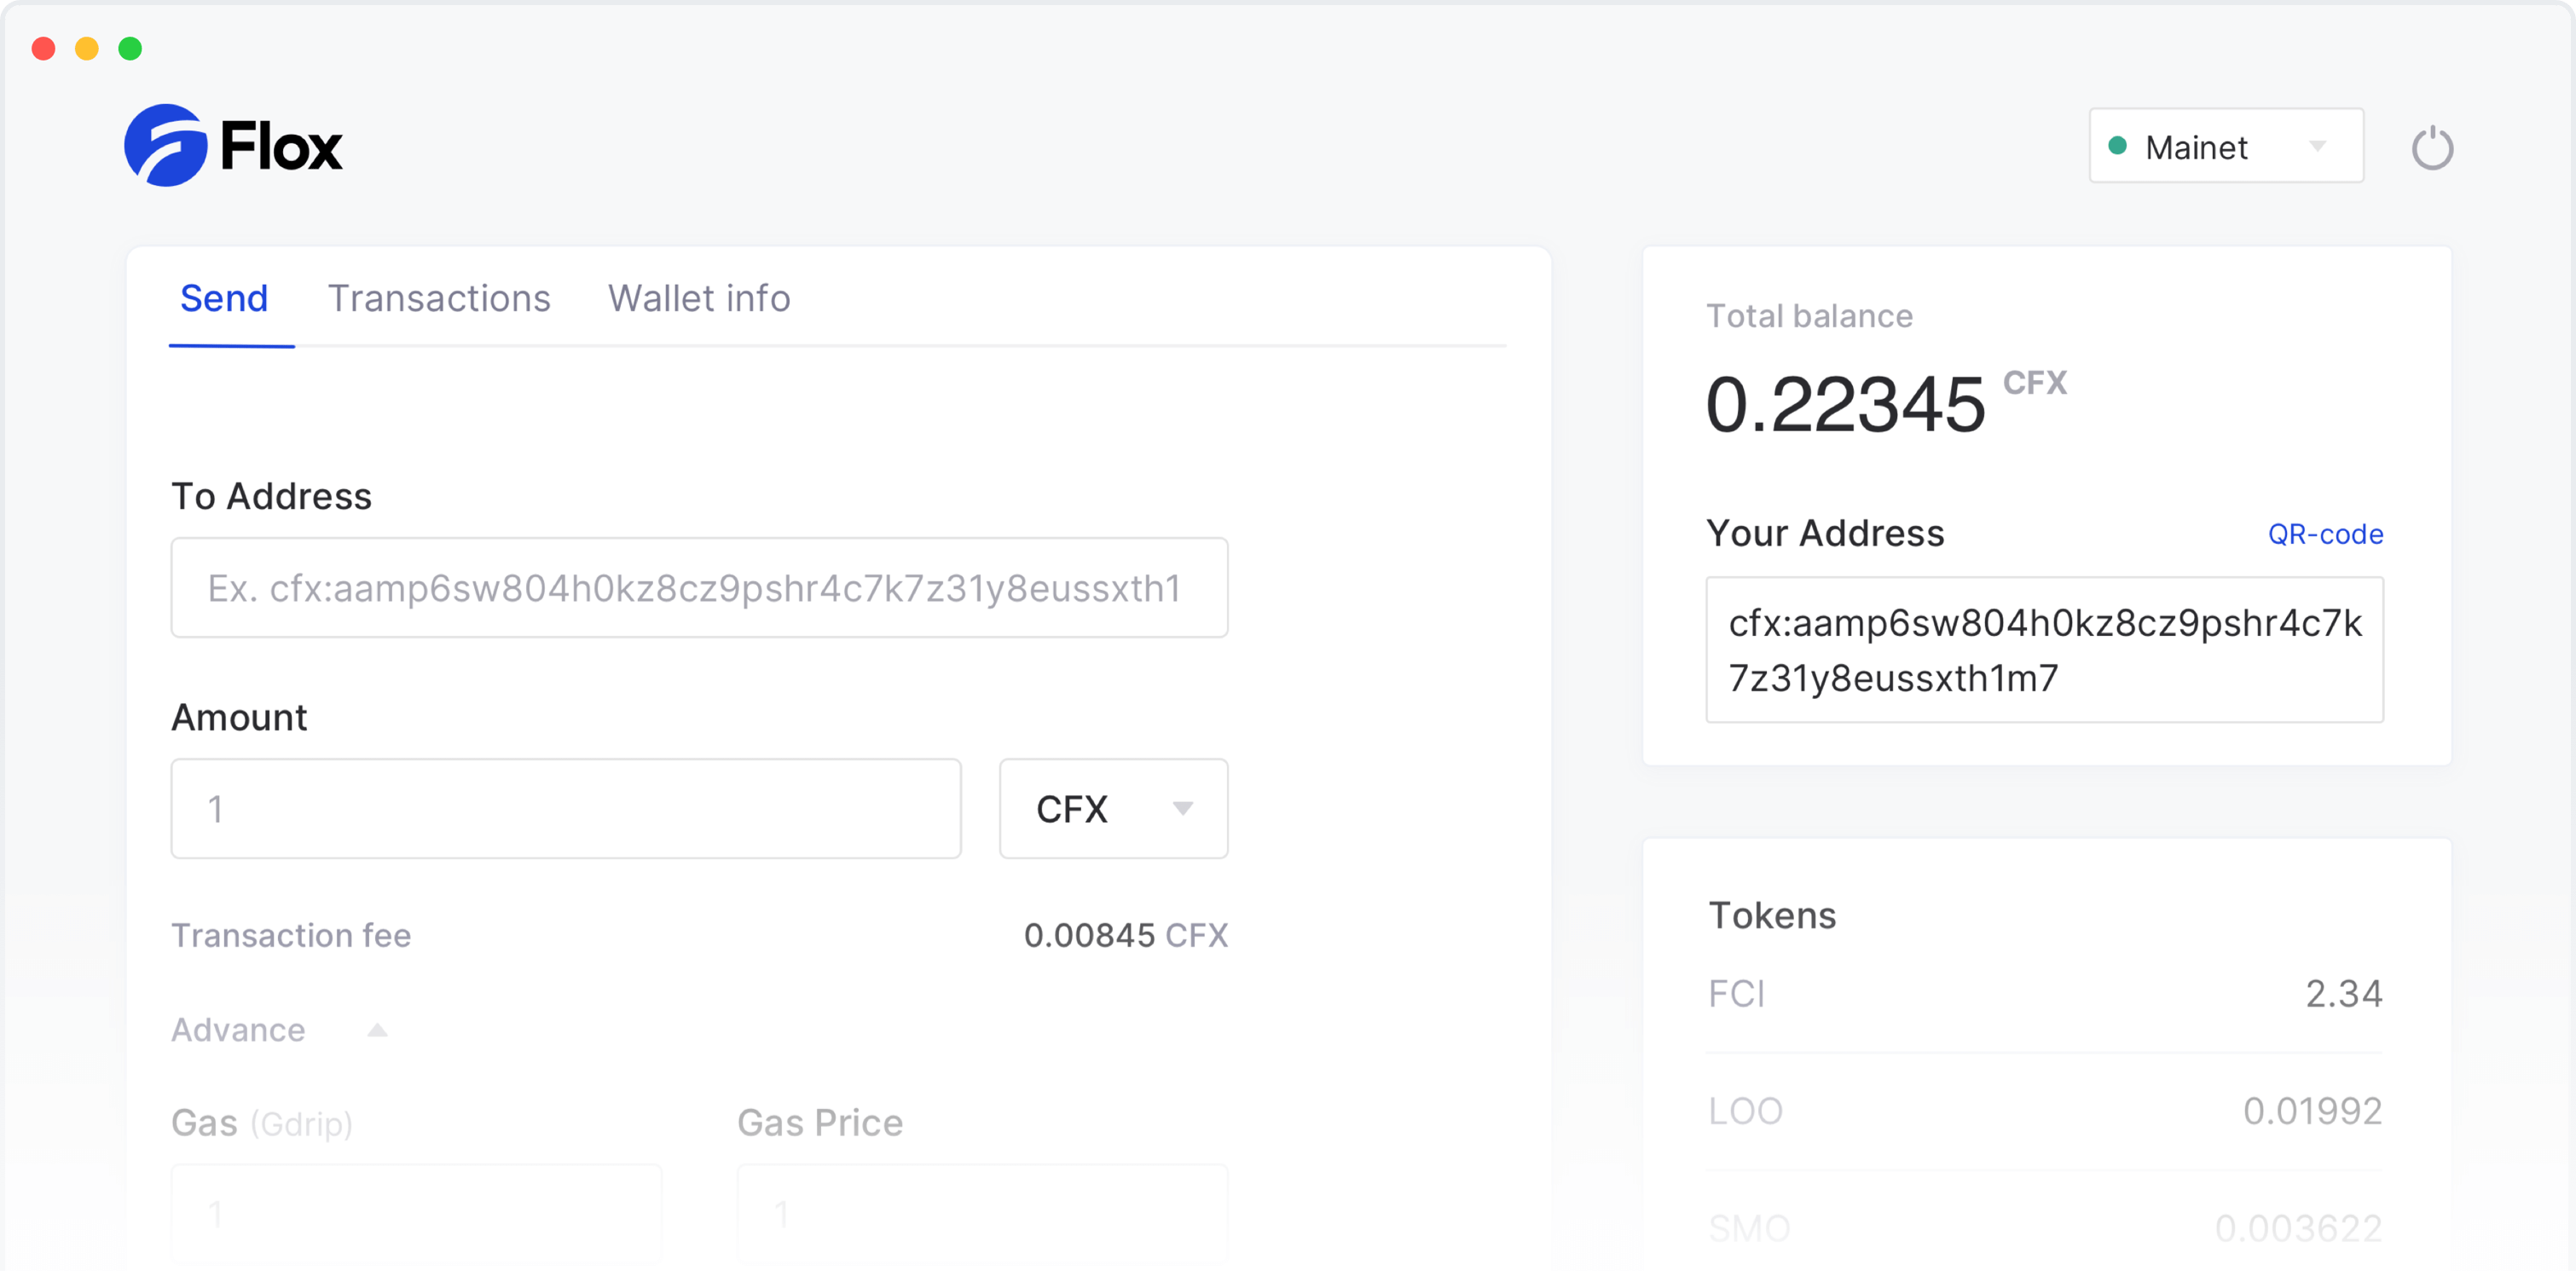 Flox
Mainet
Send Transactions Wallet info
To Address
Ex. cfx:aamp6sw804h0kz8cz9pshr4c7k7z31y8eussxth1
Amount
1 CFX
Transaction fee 0.00845 CFX
Advance
Gas (Gdrip) Gas Price
1 1
Total balance
0.22345 CFX
Your Address QR-code
cfx:aamp6sw804h0kz8cz9pshr4c7k
7z31y8eussxth1m7
Tokens
FCI 2.34
LOO 0.01992
SMO 0.003622